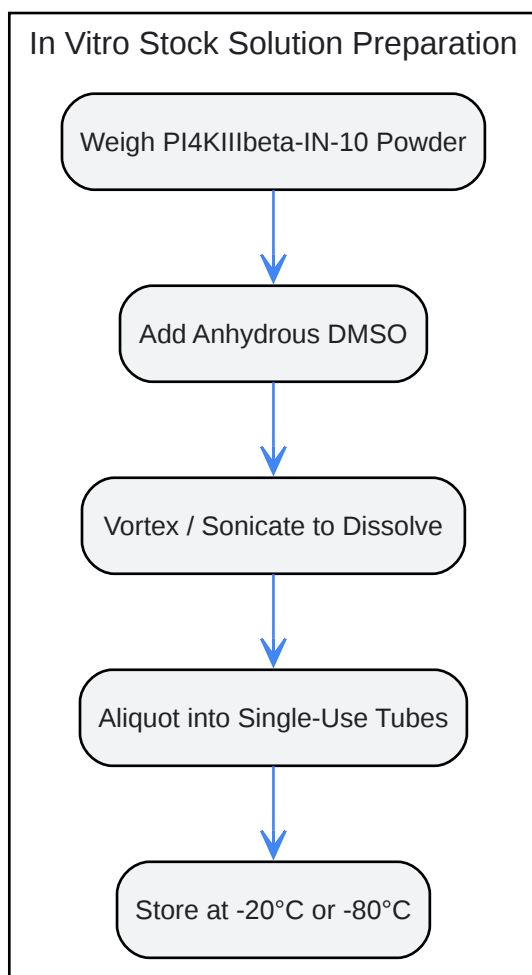 In Vitro Stock Solution Preparation
Weigh PI4KIIIbeta-IN-10 Powder
Add Anhydrous DMSO
Vortex / Sonicate to Dissolve
Aliquot into Single-Use Tubes
Store at -20°C or -80°C